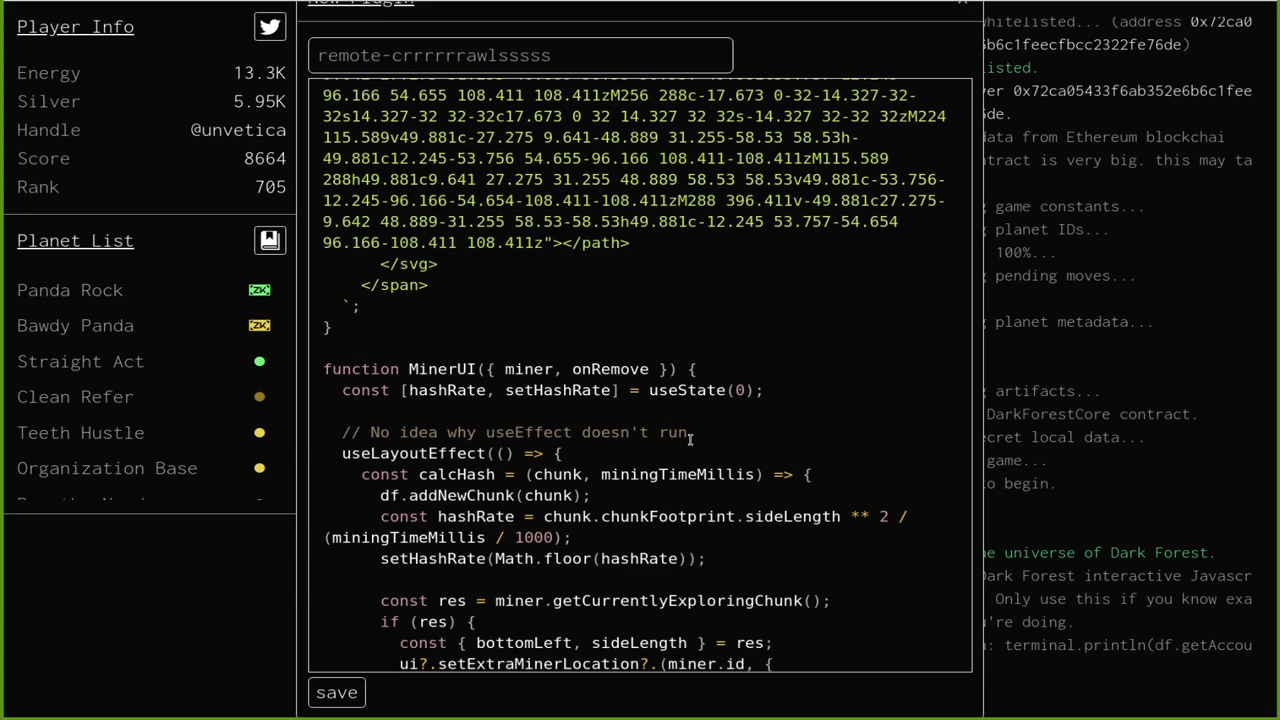 Player Info
Energy 13.3K
Silver 5.95K
Handle @unvetica
Score 8664
Rank 705
Planet List
Panda Rock ZK
Bawdy Panda ZK
Straight Act
Clean Refer
Teeth Hustle
Organization Base
New Plugin
remote-crrrrrrawlsssss
96.166 54.655 108.411 108.411zM256 288c-17.673 0-32-14.327-32-
32s14.327-32 32-32c17.673 0 32 14.327 32 32s-14.327 32-32 32zM224
115.589v49.881c-27.275 9.641-48.889 31.255-58.53 58.53h-
49.881c12.245-53.756 54.655-96.166 108.411-108.411zM115.589
288h49.881c9.641 27.275 31.255 48.889 58.53 58.53v49.881c-53.756-
12.245-96.166-54.654-108.411-108.411zM288 396.411v-49.881c27.275-
9.642 48.889-31.255 58.53-58.53h49.881c-12.245 53.757-54.654
96.166-108.411 108.411z"></path>
</svg>
</span>
`;
}
function MinerUI({ miner, onRemove }) {
const [hashRate, setHashRate] = useState(0);
// No idea why useEffect doesn't run
useLayoutEffect(() => {
const calcHash = (chunk, miningTimeMillis) => {
df.addNewChunk(chunk);
const hashRate = chunk.chunkFootprint.sideLength ** 2 /
(miningTimeMillis / 1000);
setHashRate(Math.floor(hashRate));
const res = miner.getCurrentlyExploringChunk();
if (res) {
const { bottomLeft, sideLength } = res;
ui?.setExtraMinerLocation?.(miner.id, {
save
whitelisted... (address 0x72ca0
6b6c1feecfbcc2322fe76de)
listed.
yer 0x72ca05433f6ab352e6b6c1fee
6de.
data from Ethereum blockchain
ntract is very big. this may ta
g game constants...
g planet IDs...
100%...
g pending moves...
g planet metadata...
g artifacts...
DarkForestCore contract.
ecret local data...
game...
to begin.
he universe of Dark Forest.
Dark Forest interactive Javascr
Only use this if you know exa
u're doing.
n: terminal.println(df.getAccou